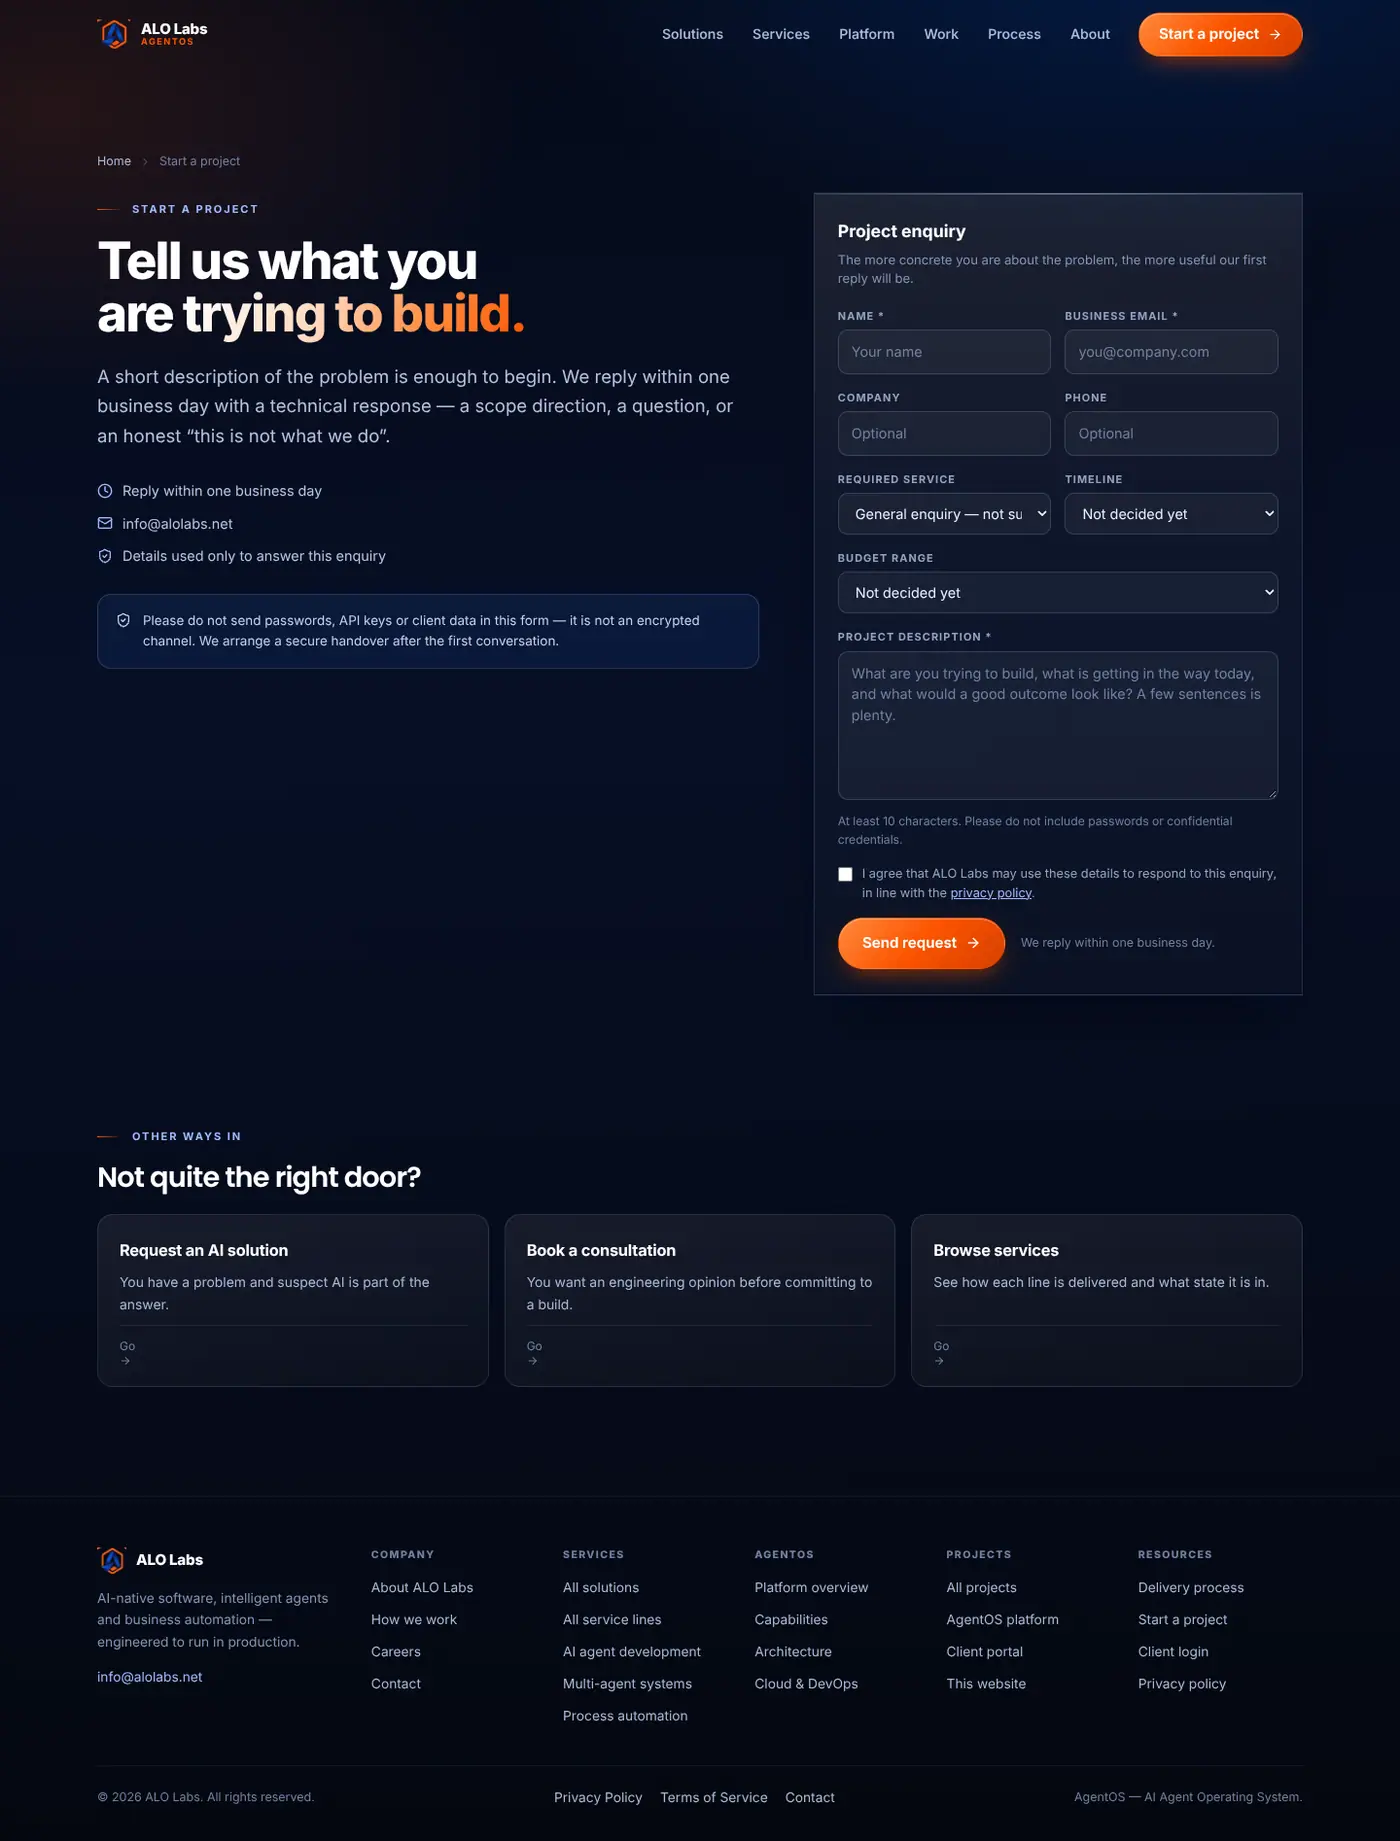 ALO Labs
AGENTOS
Solutions Services Platform Work Process About Start a project →
Home › Start a project
START A PROJECT
Tell us what you
are trying to build.
A short description of the problem is enough to begin. We reply within one
business day with a technical response — a scope direction, a question, or
an honest “this is not what we do”.
Reply within one business day
info@alolabs.net
Details used only to answer this enquiry
Please do not send passwords, API keys or client data in this form — it is not an encrypted
channel. We arrange a secure handover after the first conversation.
Project enquiry
The more concrete you are about the problem, the more useful our first
reply will be.
NAME * BUSINESS EMAIL *
Your name you@company.com
COMPANY PHONE
Optional Optional
REQUIRED SERVICE TIMELINE
General enquiry — not su Not decided yet
BUDGET RANGE
Not decided yet
PROJECT DESCRIPTION *
What are you trying to build, what is getting in the way today,
and what would a good outcome look like? A few sentences is
plenty.
At least 10 characters. Please do not include passwords or confidential
credentials.
I agree that ALO Labs may use these details to respond to this enquiry,
in line with the privacy policy.
Send request → We reply within one business day.
OTHER WAYS IN
Not quite the right door?
Request an AI solution
You have a problem and suspect AI is part of the
answer.
Go
→
Book a consultation
You want an engineering opinion before committing to
a build.
Go
→
Browse services
See how each line is delivered and what state it is in.
Go
→
ALO Labs
AI-native software, intelligent agents
and business automation —
engineered to run in production.
info@alolabs.net
COMPANY
About ALO Labs
How we work
Careers
Contact
SERVICES
All solutions
All service lines
AI agent development
Multi-agent systems
Process automation
AGENTOS
Platform overview
Capabilities
Architecture
Cloud & DevOps
PROJECTS
All projects
AgentOS platform
Client portal
This website
RESOURCES
Delivery process
Start a project
Client login
Privacy policy
© 2026 ALO Labs. All rights reserved. Privacy Policy Terms of Service Contact AgentOS — AI Agent Operating System.